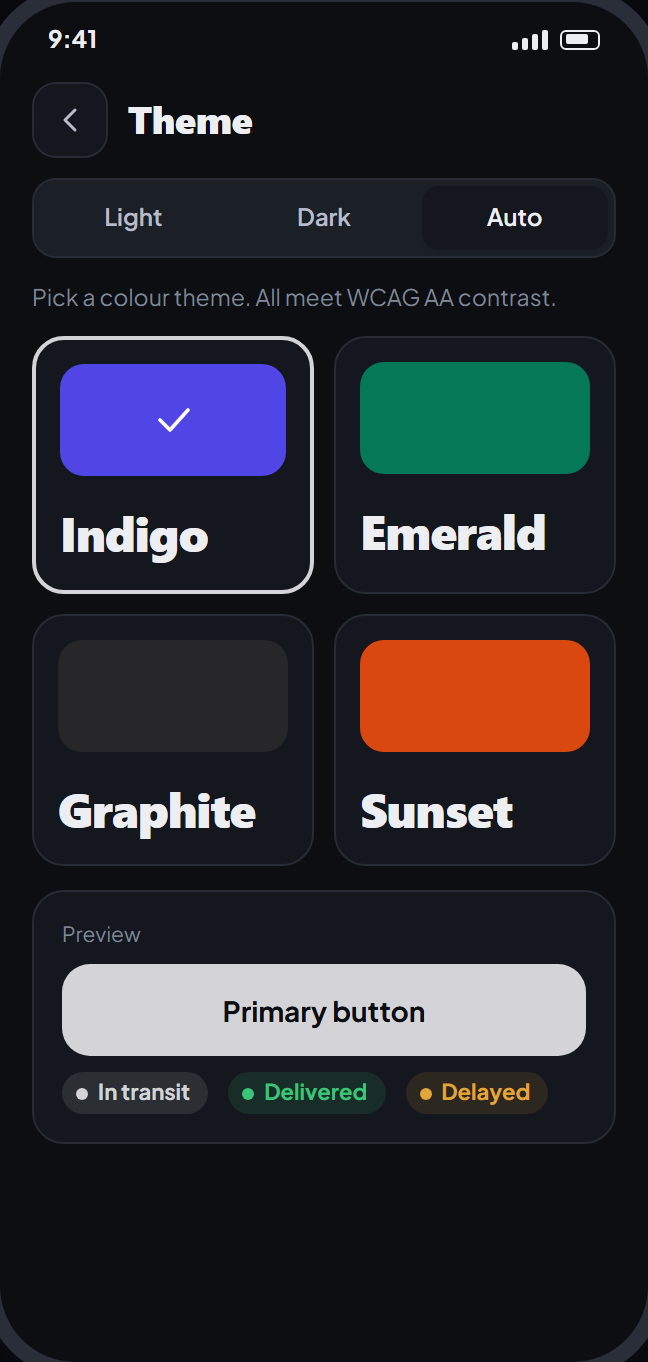 9:41
Theme
Light Dark Auto
Pick a colour theme. All meet WCAG AA contrast.
Indigo Emerald
Graphite Sunset
Preview
Primary button
In transit Delivered Delayed